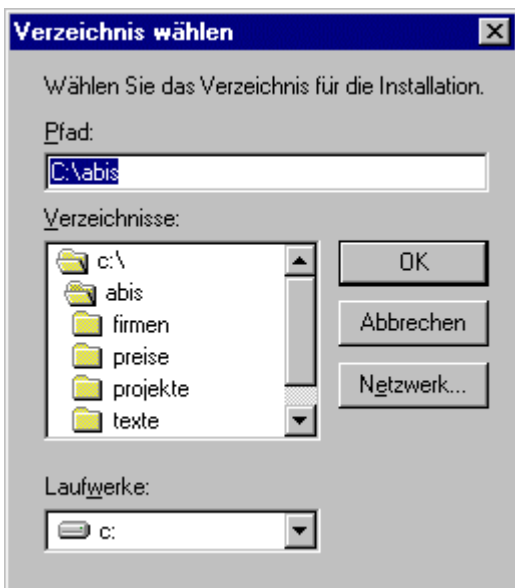 Verzeichnis wählen
Wählen Sie das Verzeichnis für die Installation.
Pfad:
C:\abis
Verzeichnisse:
c:\
abis
firmen
preise
projekte
texte
OK
Abbrechen
Netzwerk...
Laufwerke:
c: